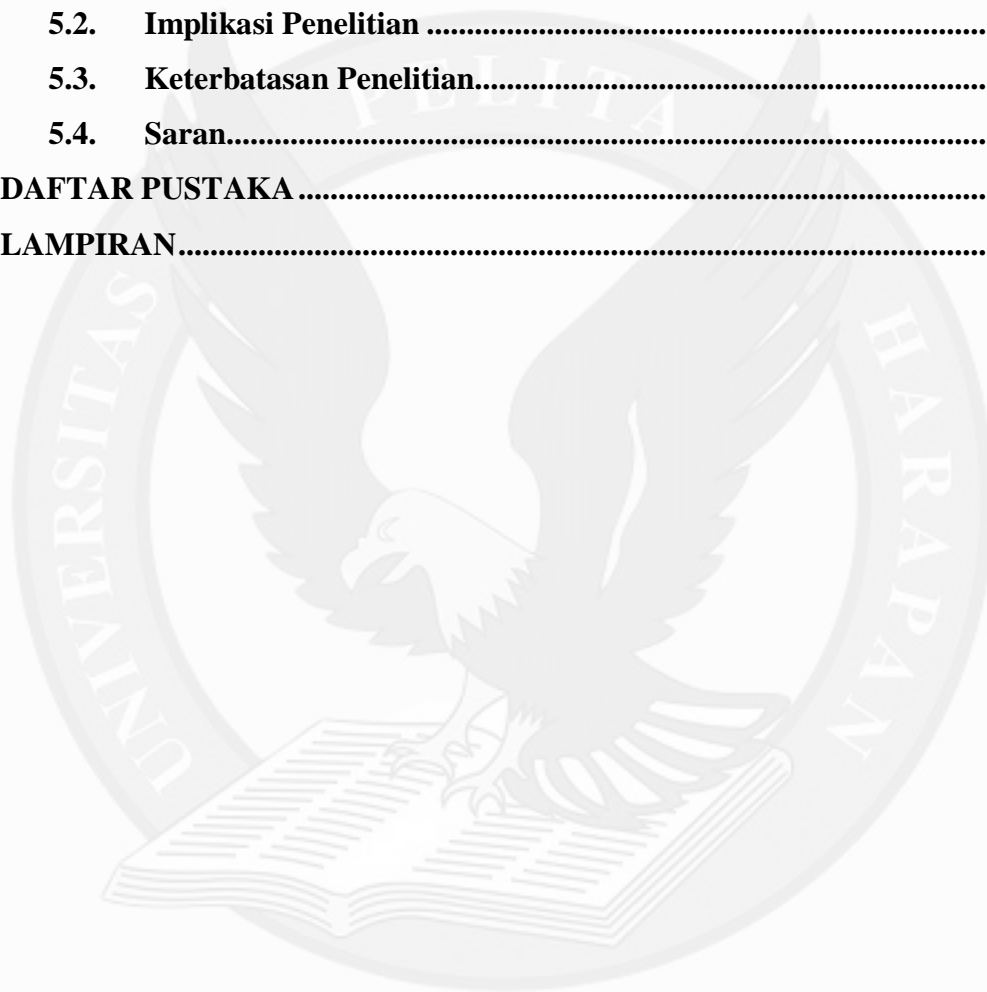 5.2. Implikasi Penelitian ......................................................................
5.3. Keterbatasan Penelitian................................................................
5.4. Saran...............................................................................................
DAFTAR PUSTAKA ......................................................................................
LAMPIRAN.....................................................................................................
UNIVERSITAS PELITA HARAPAN